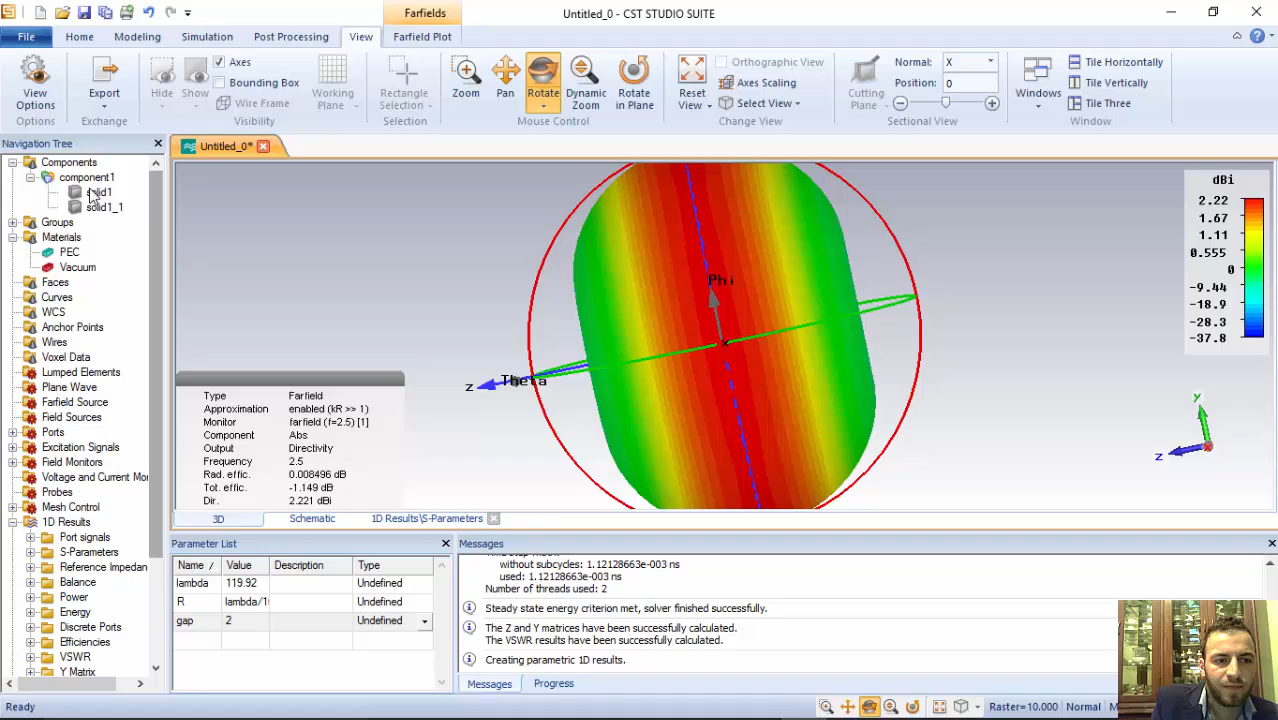 Farfields
Untitled_0 - CST STUDIO SUITE
File Home Modeling Simulation Post Processing View Farfield Plot
View Options
Export
Hide
Show
Axes
Bounding Box
Wire Frame
Working Plane
Rectangle Selection
Zoom
Pan
Rotate
Dynamic Zoom
Rotate in Plane
Reset View
Orthographic View
Axes Scaling
Select View
Cutting Plane
Normal: X
Position: 0
Windows
Tile Horizontally
Tile Vertically
Tile Three
Options Exchange Visibility Selection Mouse Control Change View Sectional View Window
Navigation Tree
Untitled_0*
Components
component1
solid1_1
Groups
Materials
PEC
Vacuum
Faces
Curves
WCS
Anchor Points
Wires
Voxel Data
Lumped Elements
Plane Wave
Farfield Source
Field Sources
Ports
Excitation Signals
Field Monitors
Voltage and Current Mor
Probes
Mesh Control
1D Results
Port signals
S-Parameters
Reference Impedan
Balance
Power
Energy
Discrete Ports
Efficiencies
VSWR
Y Matrix
Phi
Theta
z
y
z
dBi
2.22
1.67
1.11
0.555
0
-9.44
-18.9
-28.3
-37.8
Type Farfield
Approximation enabled (kR >> 1)
Monitor farfield (f=2.5) [1]
Component Abs
Output Directivity
Frequency 2.5
Rad. effic. 0.008496 dB
Tot. effic. -1.149 dB
Dir. 2.221 dBi
3D Schematic 1D Results\S-Parameters
Parameter List
Name / Value Description Type
lambda 119.92 Undefined
R lambda/1 Undefined
gap 2 Undefined
Messages
without subcycles: 1.12128663e-003 ns
used: 1.12128663e-003 ns
Number of threads used: 2
Steady state energy criterion met, solver finished successfully.
The Z and Y matrices have been successfully calculated.
The VSWR results have been successfully calculated.
Creating parametric 1D results.
Messages Progress
Ready
Raster=10.000 Normal